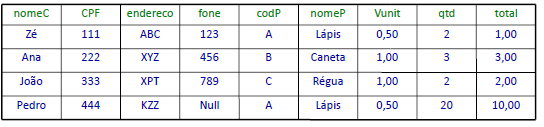 nomeC CPF endereco fone codP nomeP Vunit qtd total
Zé 111 ABC 123 A Lápis 0,50 2 1,00
Ana 222 XYZ 456 B Caneta 1,00 3 3,00
João 333 XPT 789 C Régua 1,00 2 2,00
Pedro 444 KZZ Null A Lápis 0,50 20 10,00